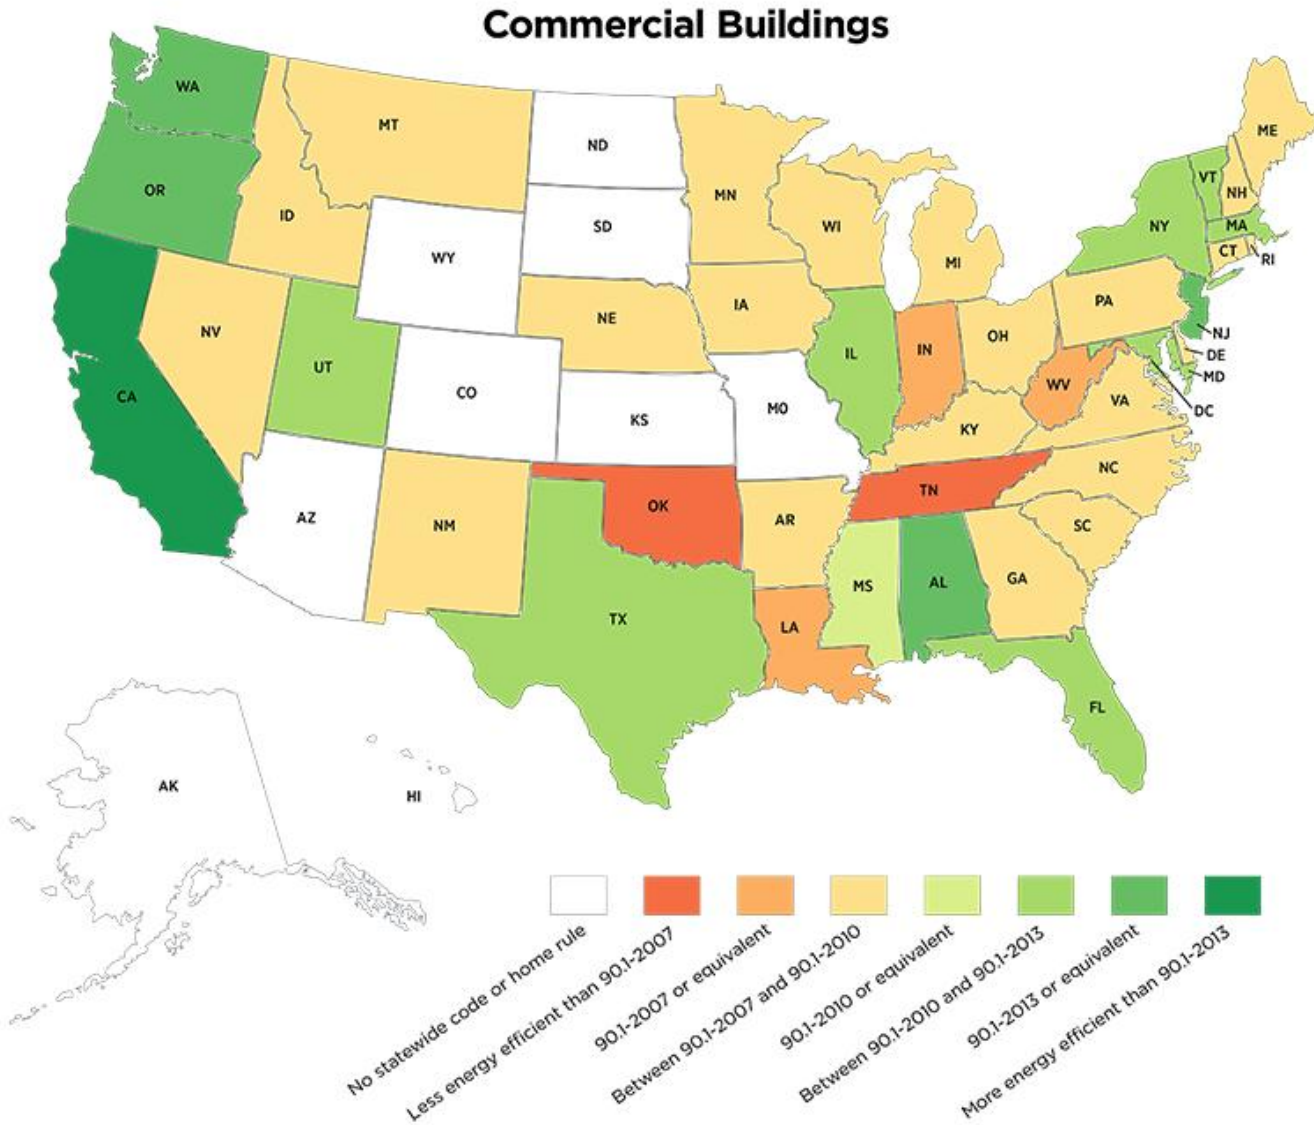 Commercial Buildings
WA
MT
ND
MN
ME
OR
ID
SD
WI
VT
NH
NY
MA
WY
MI
CT
RI
NV
NE
IA
PA
UT
IL
IN
OH
NJ
DE
MD
CA
CO
KS
MO
WV
VA
DC
KY
AZ
NM
OK
AR
TN
NC
SC
TX
LA
MS
AL
GA
FL
AK
HI
No statewide code or home rule
Less energy efficient than 90.1-2007
90.1-2007 or equivalent
Between 90.1-2007 and 90.1-2010
90.1-2010 or equivalent
Between 90.1-2010 and 90.1-2013
90.1-2013 or equivalent
More energy efficient than 90.1-2013